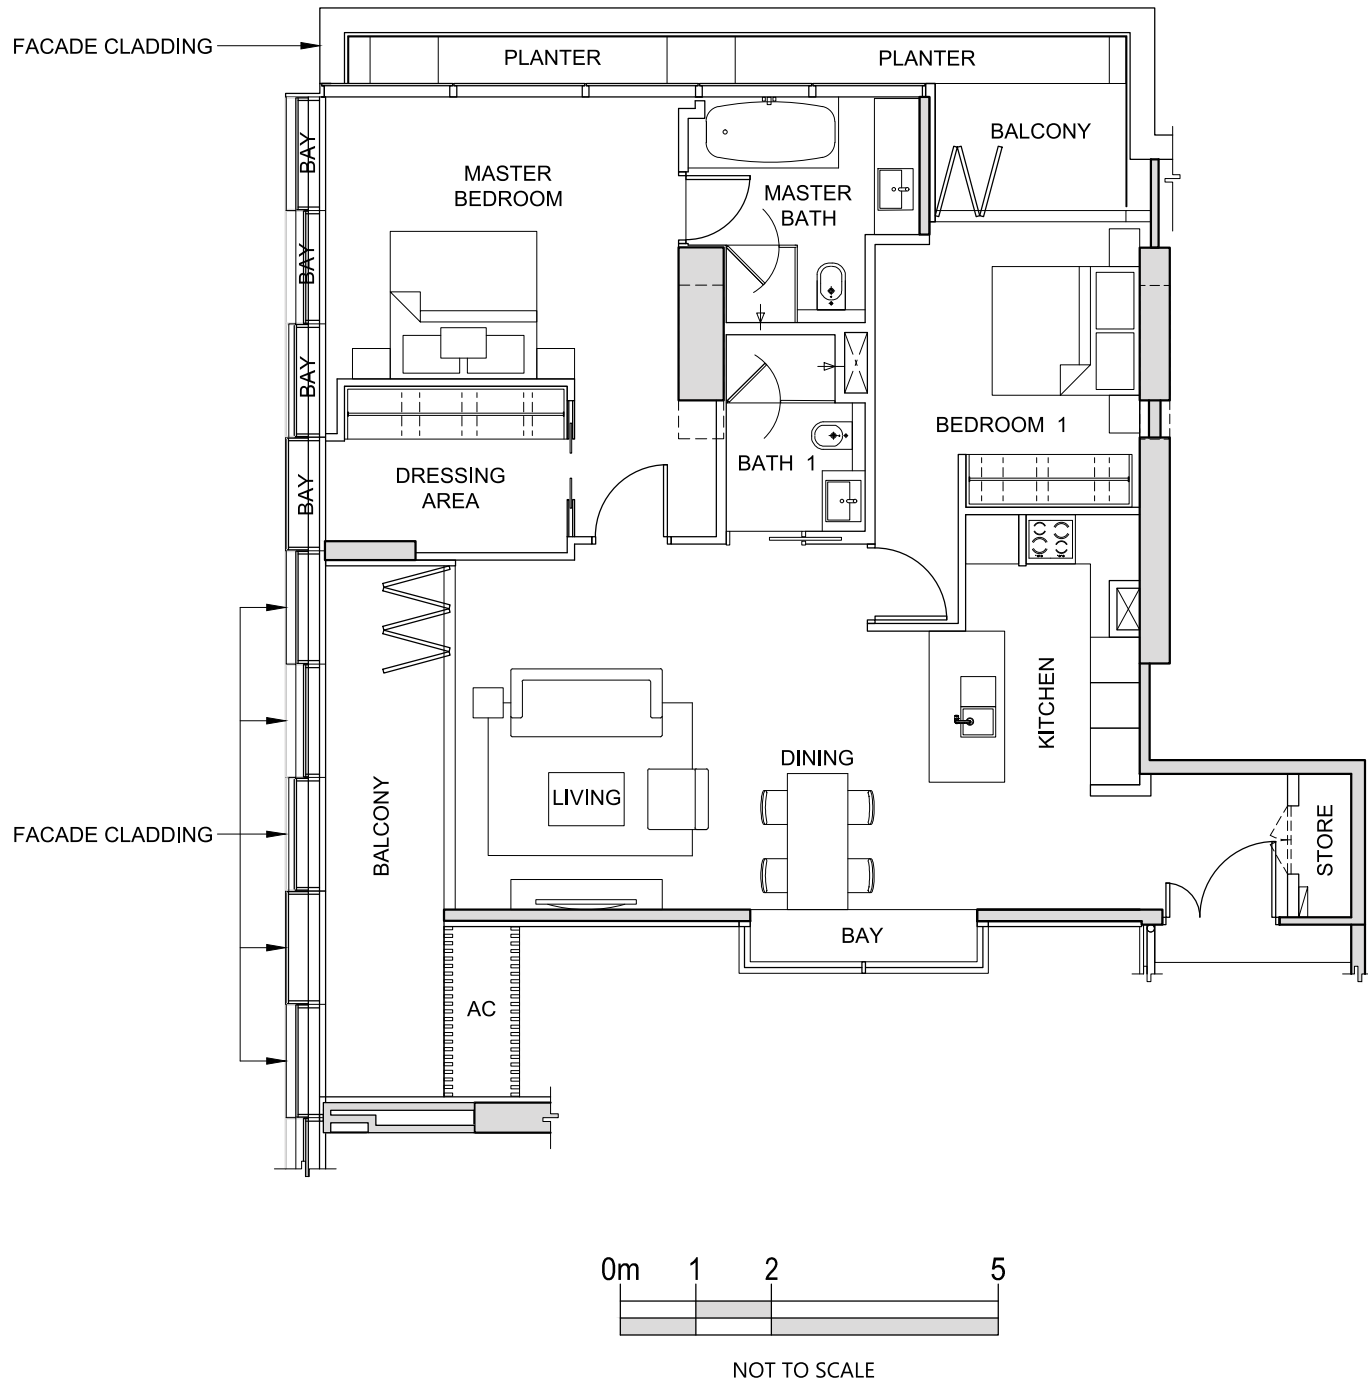 FACADE CLADDING
PLANTER
PLANTER
BAY
BALCONY
MASTER
BEDROOM
MASTER
BATH
BAY
BAY
BEDROOM 1
BATH 1
DRESSING
AREA
BAY
KITCHEN
DINING
LIVING
BALCONY
FACADE CLADDING
STORE
BAY
AC
0m 1 2 5
NOT TO SCALE